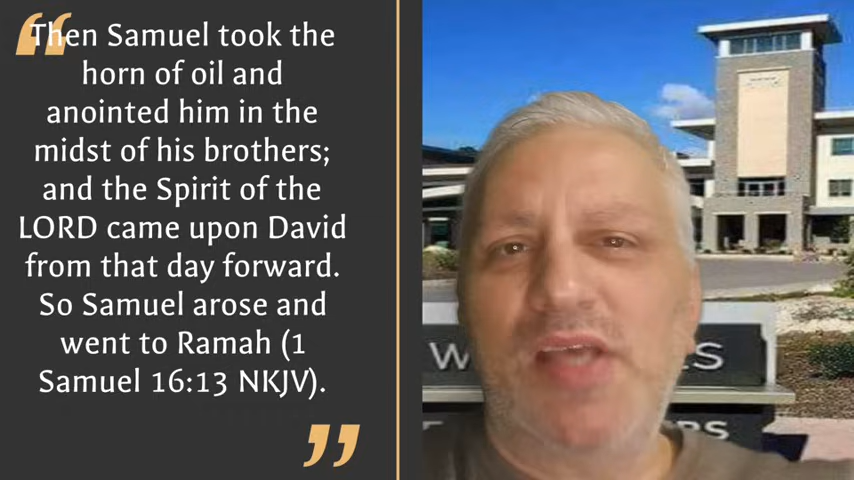 Then Samuel took the
horn of oil and
anointed him in the
midst of his brothers;
and the Spirit of the
LORD came upon David
from that day forward.
So Samuel arose and
went to Ramah (1
Samuel 16:13 NKJV).